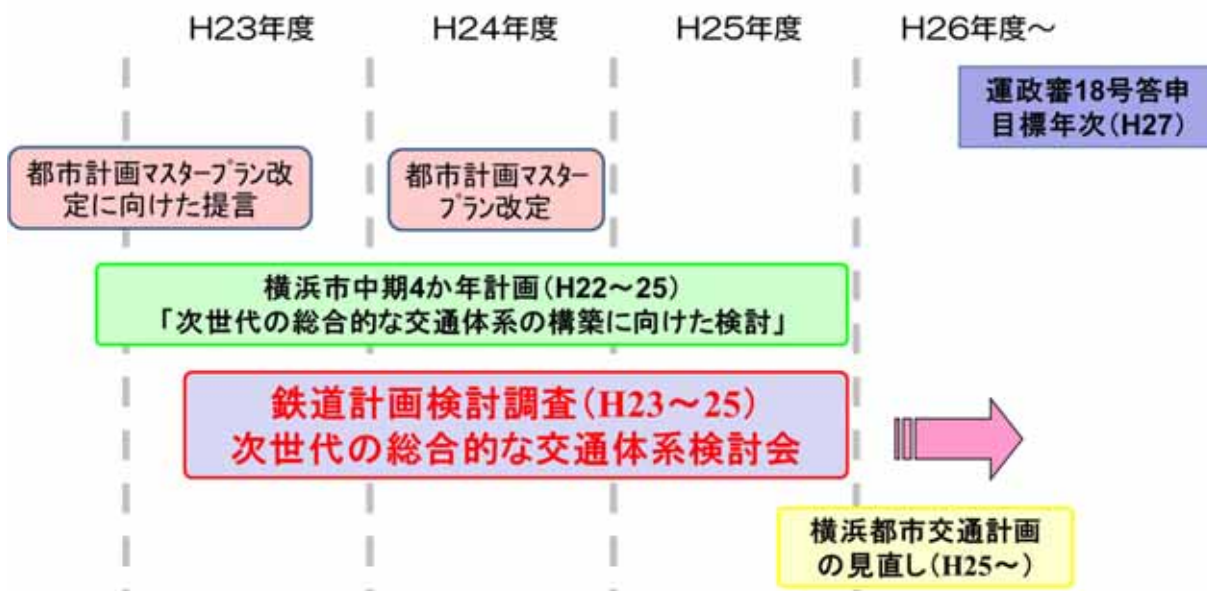 H23年度 H24年度 H25年度 H26年度～
運政審18号答申
目標年次(H27)
都市計画マスタープラン改
定に向けた提言
都市計画マスター
プラン改定
横浜市中期4か年計画(H22～25)
「次世代の総合的な交通体系の構築に向けた検討」
鉄道計画検討調査(H23～25)
次世代の総合的な交通体系検討会
横浜都市交通計画
の見直し(H25～)